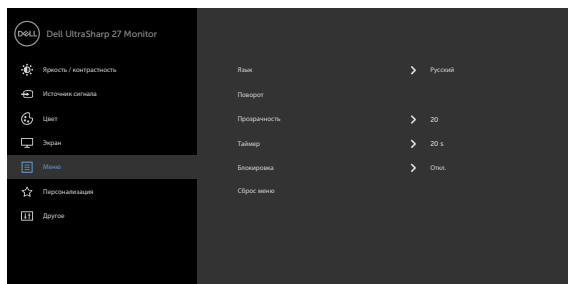 DELL Dell UltraSharp 27 Monitor
Яркость / контрастность
Источник сигнала
Цвет
Экран
Меню
Персонализация
Другое
Язык Русский
Поворот
Прозрачность 20
Таймер 20 s
Блокировка Откл.
Сброс меню